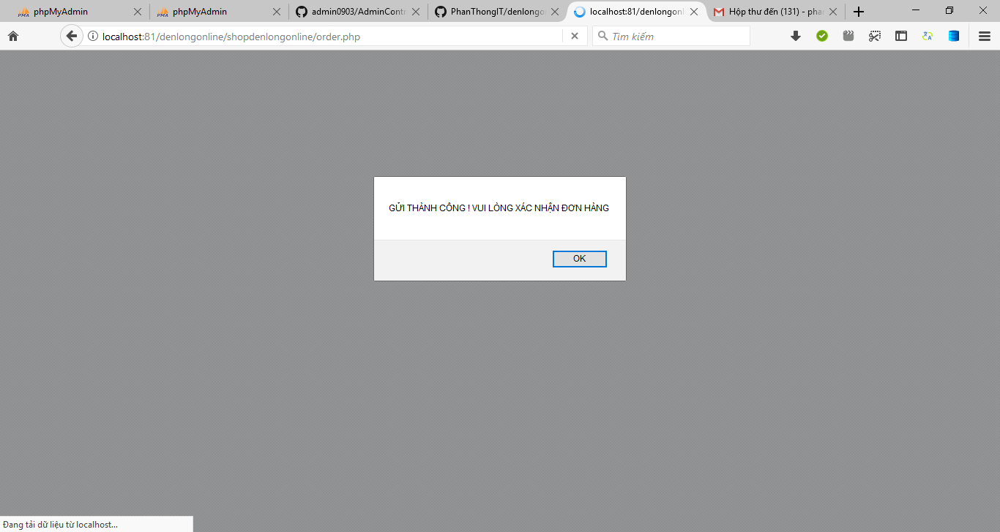 phpMyAdmin
phpMyAdmin
admin0903/AdminContr
PhanThongIT/denlongo
localhost:81/denlongonl
Hộp thư đến (131) - phan
localhost:81/denlongonline/shopdenlongonline/order.php
Tìm kiếm
GỬI THÀNH CÔNG ! VUI LÒNG XÁC NHẬN ĐƠN HÀNG
OK
Đang tải dữ liệu từ localhost...